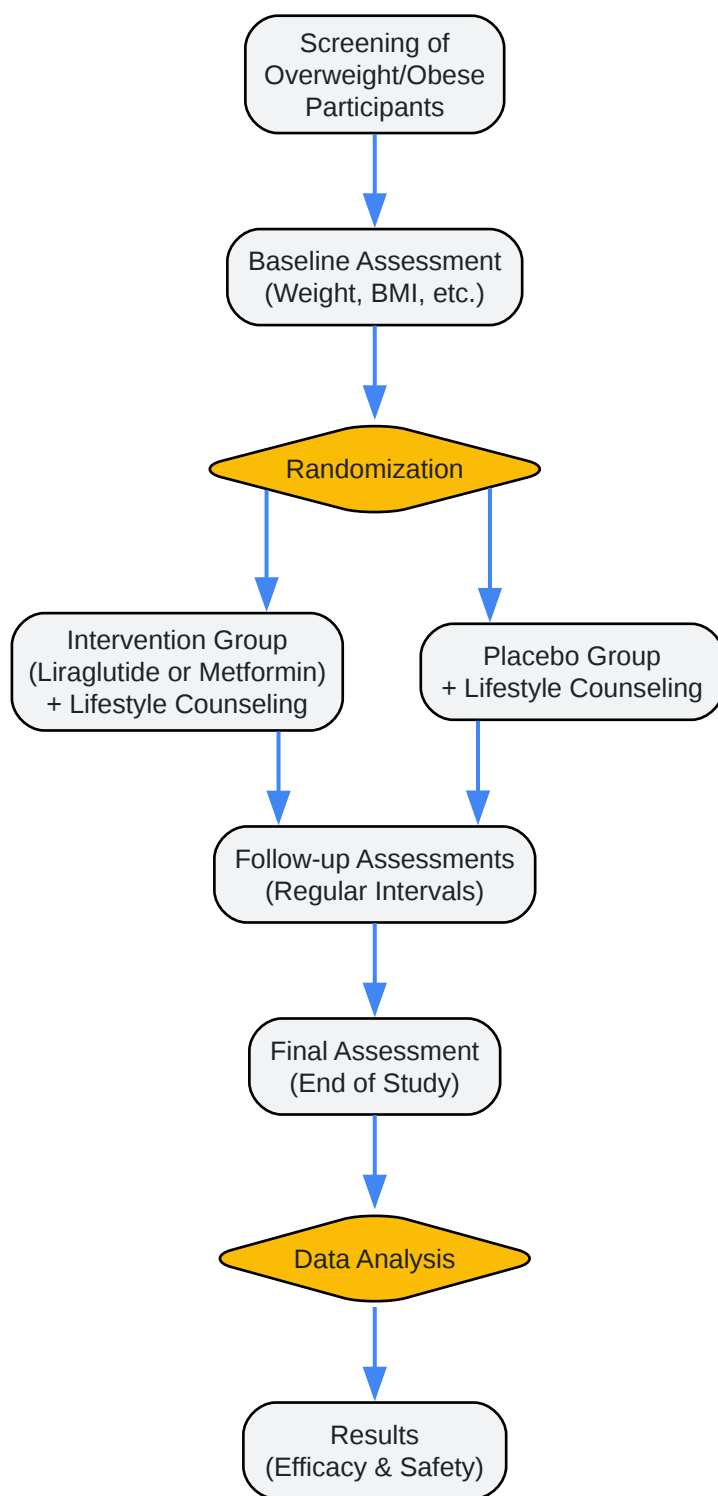 Screening of
Overweight/Obese
Participants
Baseline Assessment
(Weight, BMI, etc.)
Randomization
Intervention Group
(Liraglutide or Metformin)
+ Lifestyle Counseling
Placebo Group
+ Lifestyle Counseling
Follow-up Assessments
(Regular Intervals)
Final Assessment
(End of Study)
Data Analysis
Results
(Efficacy & Safety)